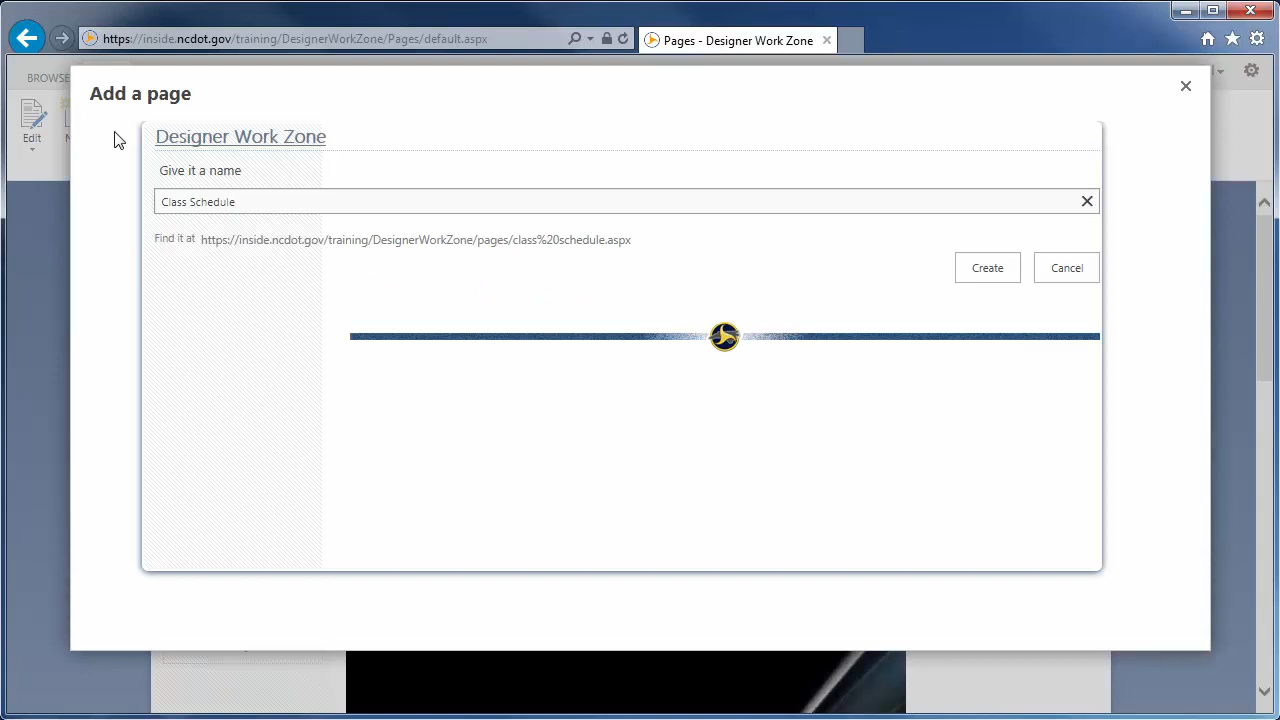 https://inside.ncdot.gov/training/DesignerWorkZone/Pages/default.aspx
Pages - Designer Work Zone
BROWSE
Edit
Add a page
Designer Work Zone
Give it a name
Class Schedule
Find it at https://inside.ncdot.gov/training/DesignerWorkZone/pages/class%20schedule.aspx
Create Cancel